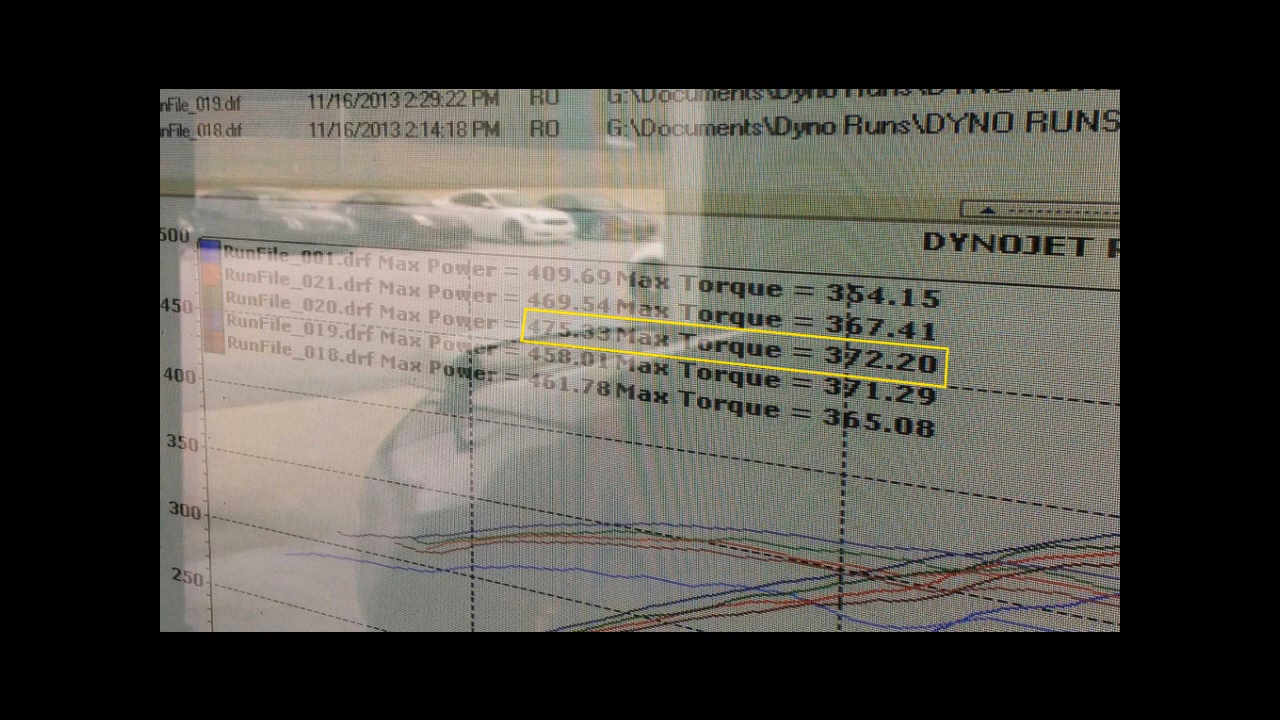 nFile_019.drf 11/16/2013 2:29:22 PM RO G:\Documents\Dyno Runs\DYNO
nFile_018.drf 11/16/2013 2:14:18 PM RO G:\Documents\Dyno Runs\DYNO RUNS
DYNOJET
500
RunFile_001.drf Max Power = 409.69 Max Torque = 354.15
RunFile_021.drf Max Power = 469.54 Max Torque = 367.41
RunFile_020.drf Max Power = 475.33 Max Torque = 372.20
RunFile_019.drf Max Power = 458.01 Max Torque = 371.29
RunFile_018.drf Max Power = 461.78 Max Torque = 365.08
450
400
350
300
250